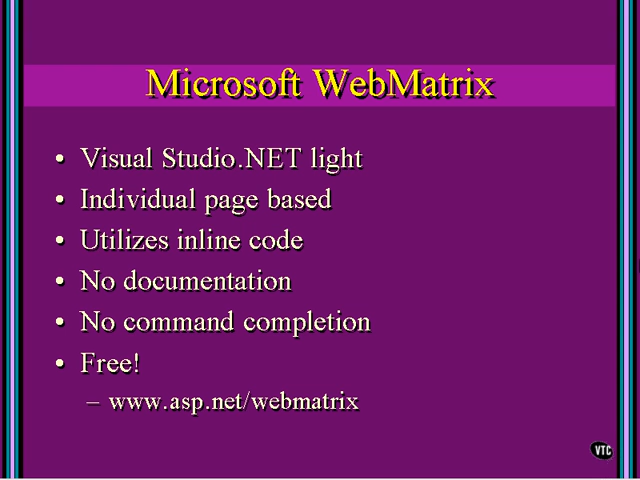 Microsoft WebMatrix
• Visual Studio.NET light
• Individual page based
• Utilizes inline code
• No documentation
• No command completion
• Free!
– www.asp.net/webmatrix
VTC